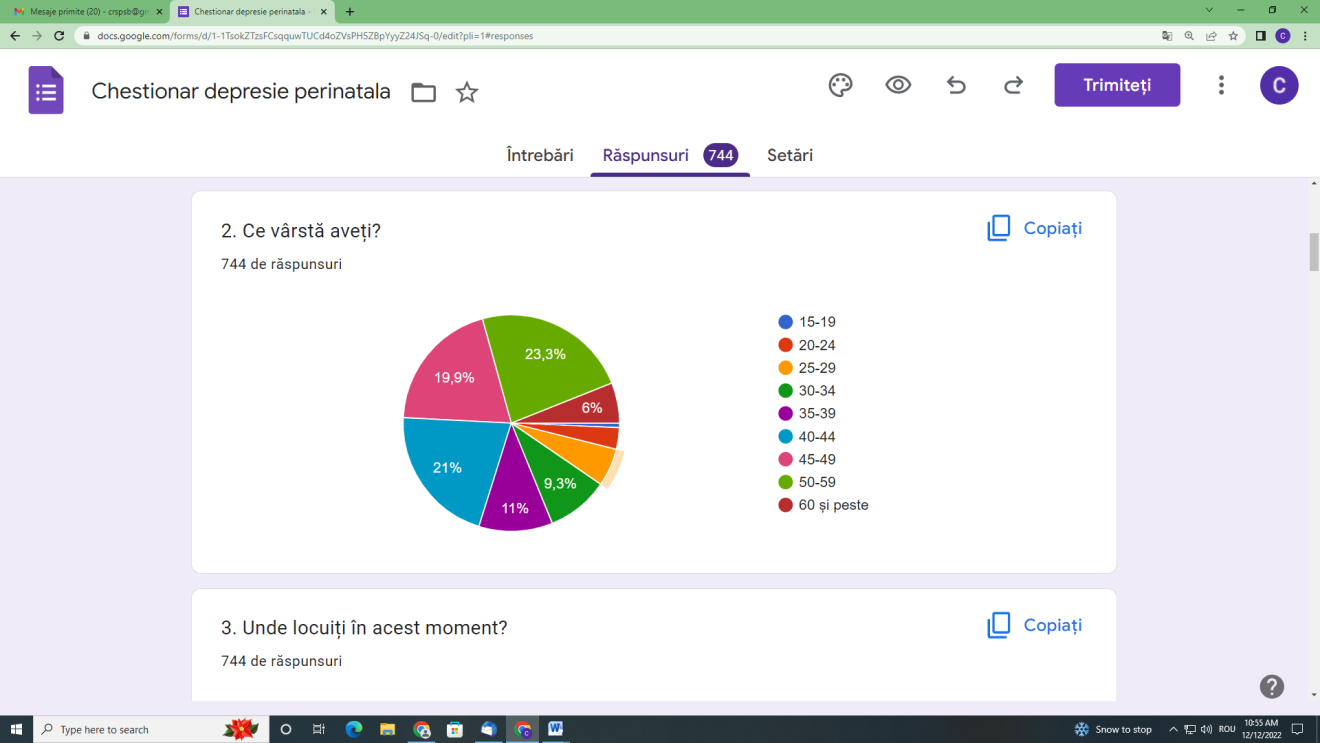 Mesaje primite (20) - crspsb@gm
Chestionar depresie perinatala -
docs.google.com/forms/d/1-1TsokZTzsFCsqquwTUCd4oZVsPH5ZBpYyyZ24JSq-0/edit?pli=1#responses
C
Chestionar depresie perinatala
Trimiteți
C
Întrebări
Răspunsuri 744
Setări
2. Ce vârstă aveți?
Copiați
744 de răspunsuri
23,3%
19,9%
6%
21%
9,3%
11%
15-19
20-24
25-29
30-34
35-39
40-44
45-49
50-59
60 și peste
3. Unde locuiți în acest moment?
Copiați
744 de răspunsuri
Type here to search
Snow to stop
ROU
10:55 AM
12/12/2022